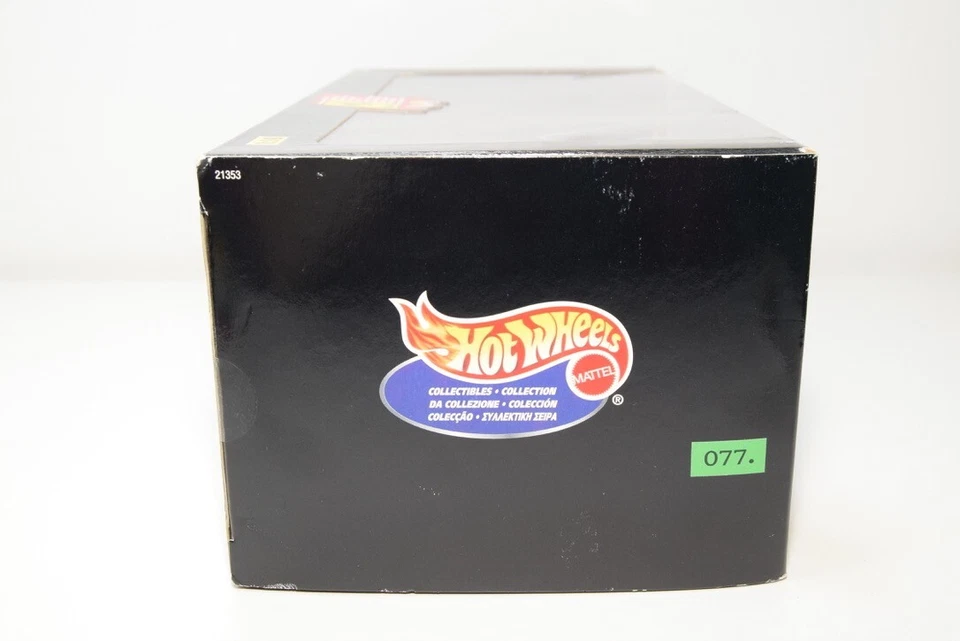 21353
HOT WHEELS
MATTEL
®
COLLECTIBLES • COLLECTION
DA COLLEZIONE • COLECCIÓN
COLECÇÃO • ΣΥΛΛΕΚΤΙΚΗ ΣΕΙΡΑ
077.